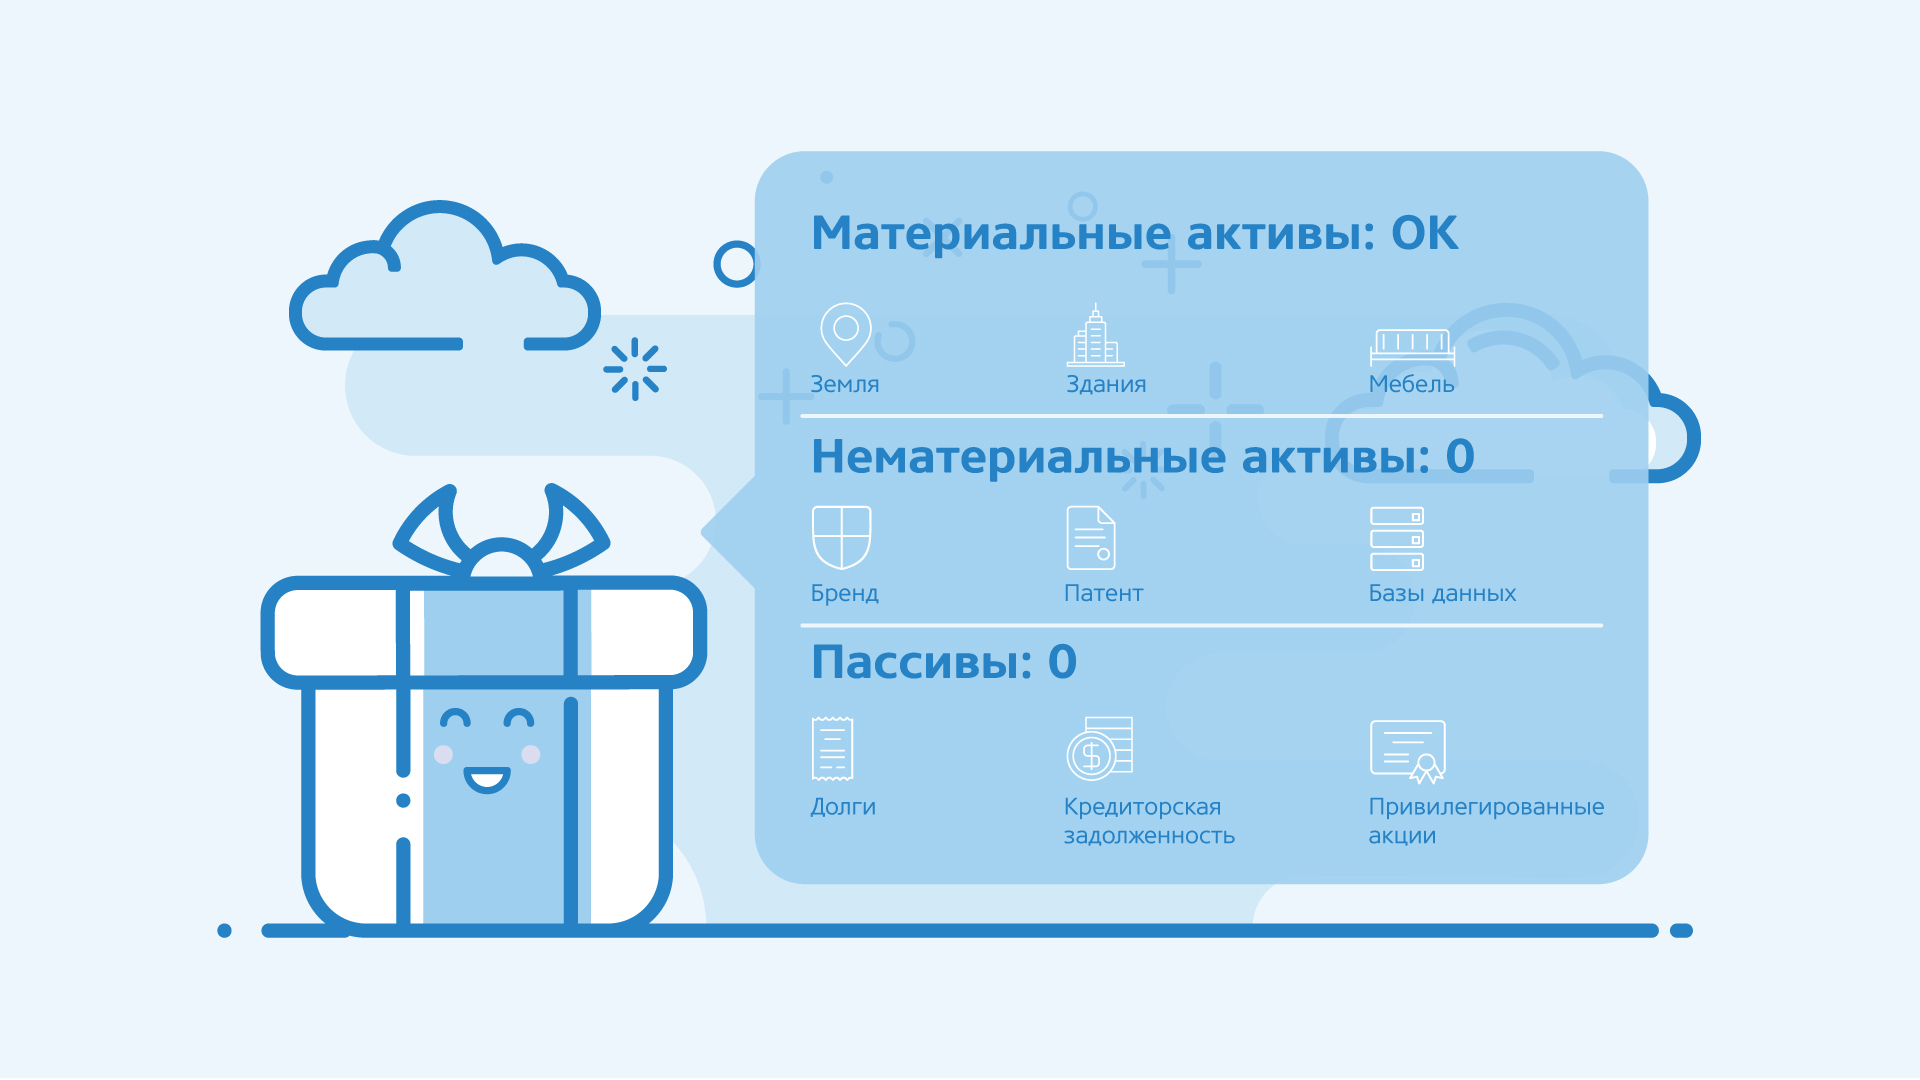 Материальные активы: OK
Земля
Здания
Мебель
Нематериальные активы: 0
Бренд
Патент
Базы данных
Пассивы: 0
Долги
Кредиторская
задолженность
Привилегированные
акции